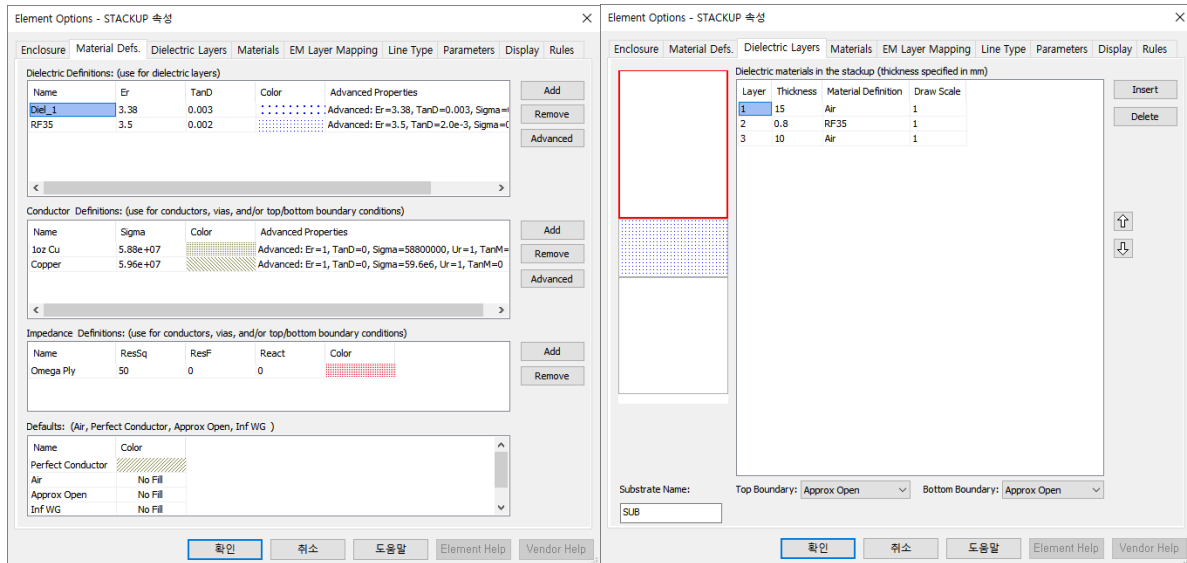 Element Options - STACKUP 속성
Enclosure Material Defs. Dielectric Layers Materials EM Layer Mapping Line Type Parameters Display Rules
Dielectric Definitions: (use for dielectric layers)
Name Er TanD Color Advanced Properties
Diel_1 3.38 0.003 Advanced: Er=3.38, TanD=0.003, Sigma=
RF35 3.5 0.002 Advanced: Er=3.5, TanD=2.0e-3, Sigma=0
Add
Remove
Advanced
Conductor Definitions: (use for conductors, vias, and/or top/bottom boundary conditions)
Name Sigma Color Advanced Properties
1oz Cu 5.88e+07 Advanced: Er=1, TanD=0, Sigma=58800000, Ur=1, TanM=
Copper 5.96e+07 Advanced: Er=1, TanD=0, Sigma=59.6e6, Ur=1, TanM=0
Add
Remove
Advanced
Impedance Definitions: (use for conductors, vias, and/or top/bottom boundary conditions)
Name ResSq ResF React Color
Omega Ply 50 0 0
Add
Remove
Defaults: (Air, Perfect Conductor, Approx Open, Inf WG )
Name Color
Perfect Conductor
Air No Fill
Approx Open No Fill
Inf WG No Fill
확인 취소 도움말 Element Help Vendor Help
Element Options - STACKUP 속성
Enclosure Material Defs. Dielectric Layers Materials EM Layer Mapping Line Type Parameters Display Rules
Dielectric materials in the stackup (thickness specified in mm)
Layer Thickness Material Definition Draw Scale
1 15 Air 1
2 0.8 RF35 1
3 10 Air 1
Insert
Delete
Substrate Name: Top Boundary: Approx Open Bottom Boundary: Approx Open
SUB
확인 취소 도움말 Element Help Vendor Help